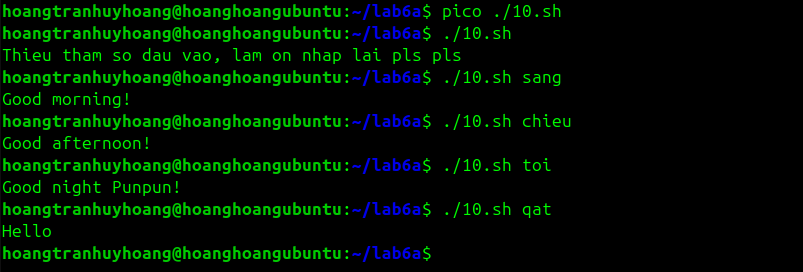 hoangtranhuyhoang@hoanghoangubuntu:~/lab6a$ pico ./10.sh
hoangtranhuyhoang@hoanghoangubuntu:~/lab6a$ ./10.sh
Thieu tham so dau vao, lam on nhap lai pls pls
hoangtranhuyhoang@hoanghoangubuntu:~/lab6a$ ./10.sh sang
Good morning!
hoangtranhuyhoang@hoanghoangubuntu:~/lab6a$ ./10.sh chieu
Good afternoon!
hoangtranhuyhoang@hoanghoangubuntu:~/lab6a$ ./10.sh toi
Good night Punpun!
hoangtranhuyhoang@hoanghoangubuntu:~/lab6a$ ./10.sh qat
Hello
hoangtranhuyhoang@hoanghoangubuntu:~/lab6a$